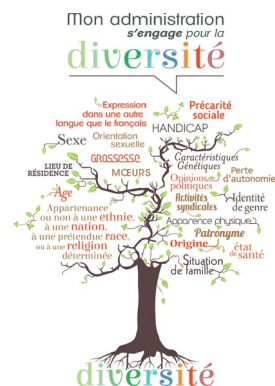 Mon administration
s'engage pour la
diversité
Expression
dans une autre
langue que le français
Précarité
sociale
HANDICAP
Sexe
Orientation
sexuelle
GROSSESSE
Caractéristiques
Génétiques
LIEU DE
RÉSIDENCE
MŒURS
Opinions
politiques
Perte
d'autonomie
Âge
Activités
syndicales
Identité
de genre
Appartenance
ou non à une ethnie,
à une nation,
à une prétendue race,
ou à une religion
déterminée
Apparence physique
Patronyme
Origine
état
de santé
Situation
de famille
diversité